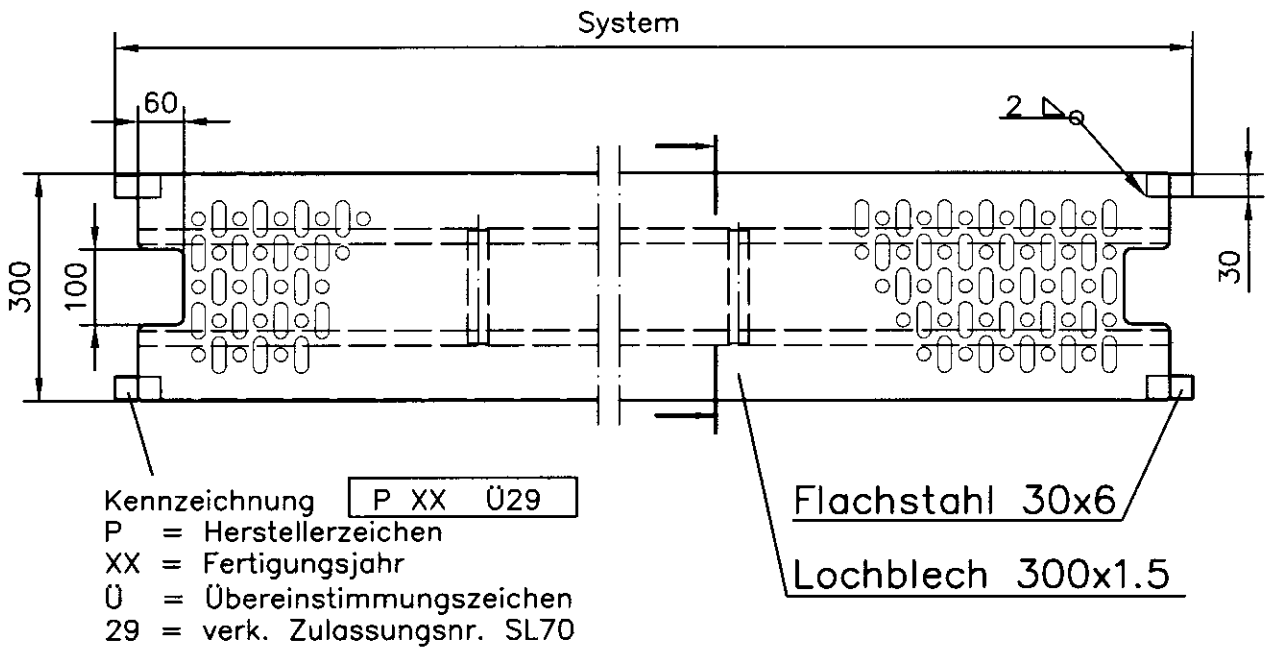 System
60
2
300
100
30
Kennzeichnung P XX Ü29
P = Herstellerzeichen
XX = Fertigungsjahr
Ü = Übereinstimmungszeichen
29 = verk. Zulassungsnr. SL70
Flachstahl 30x6
Lochblech 300x1.5